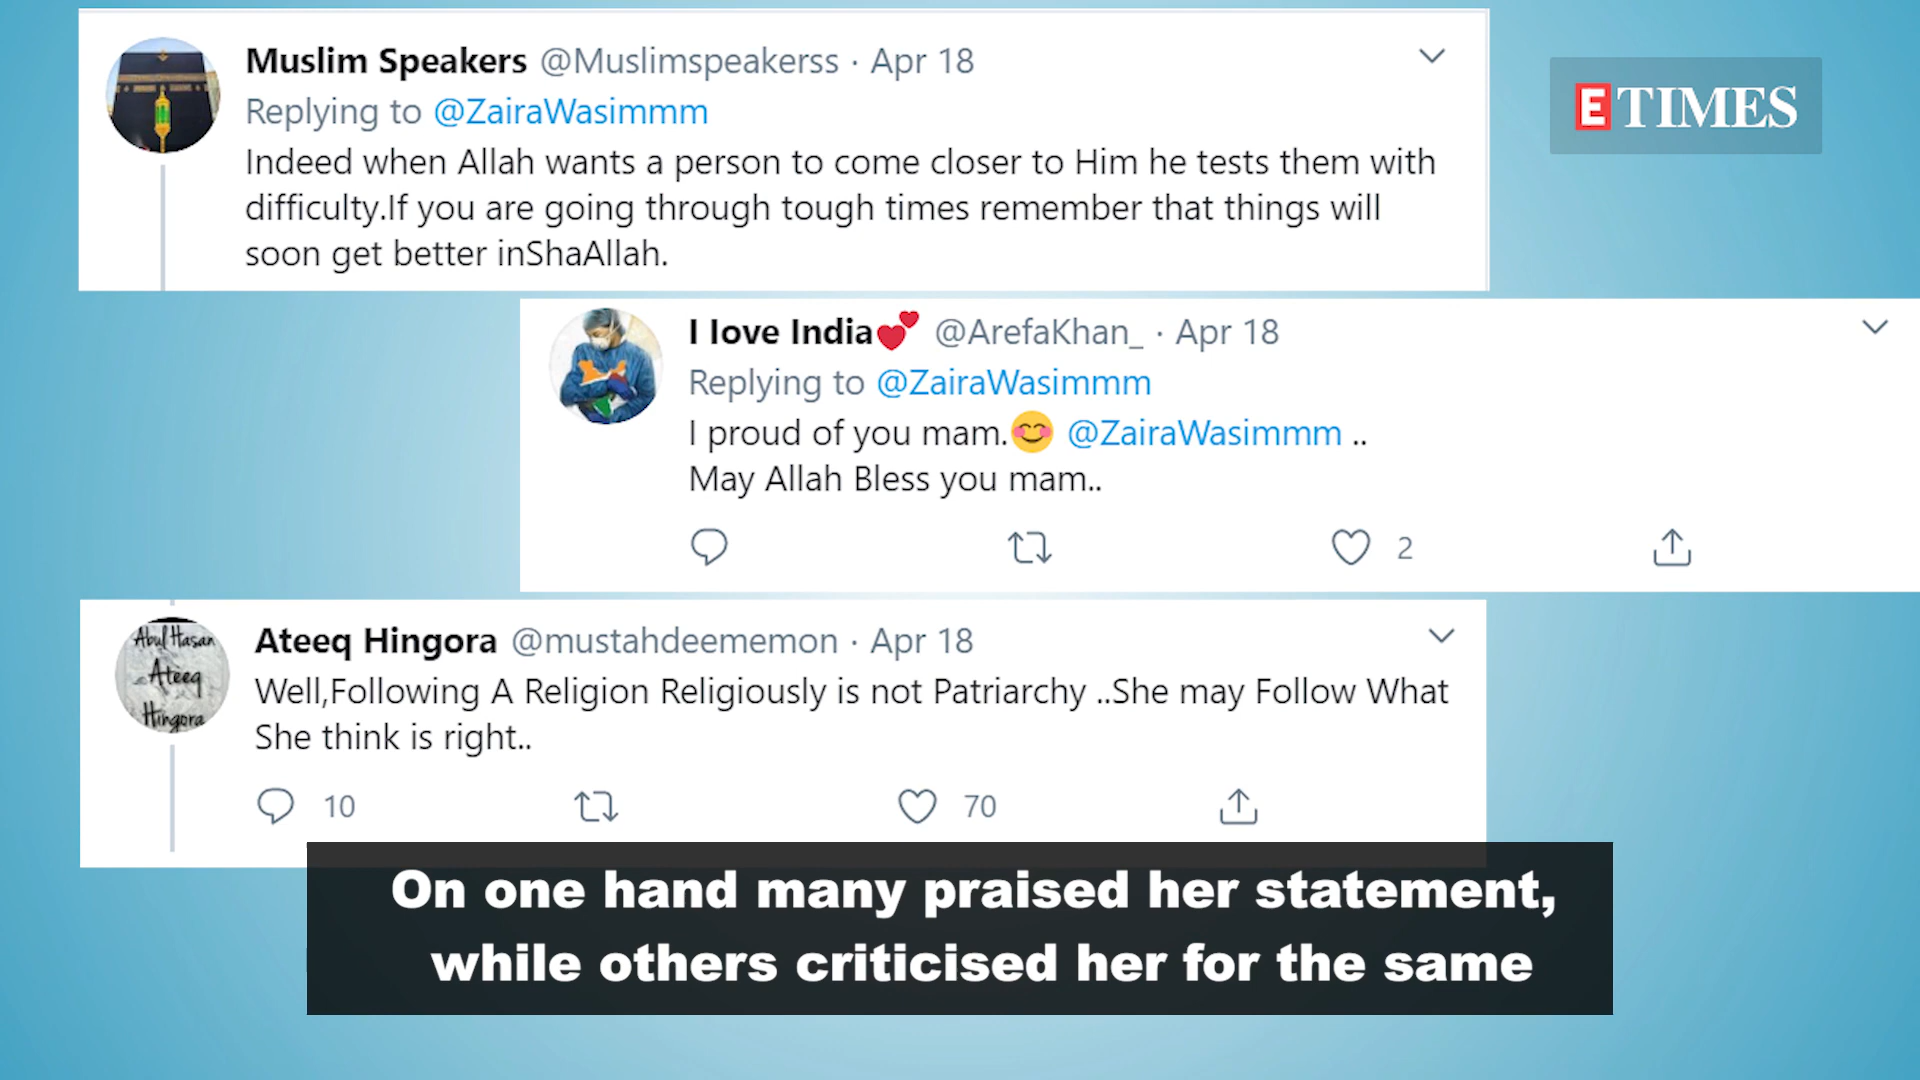 Muslim Speakers @Muslimspeakerss · Apr 18
Replying to @ZairaWasimmm
Indeed when Allah wants a person to come closer to Him he tests them with
difficulty.If you are going through tough times remember that things will
soon get better inShaAllah.
E TIMES
I love India💕 @ArefaKhan_ · Apr 18
Replying to @ZairaWasimmm
I proud of you mam.😊 @ZairaWasimmm ..
May Allah Bless you mam..
2
Abul Hasan
Ateeq
Hingora
Ateeq Hingora @mustahdeememon · Apr 18
Well,Following A Religion Religiously is not Patriarchy ..She may Follow What
She think is right..
10 70
On one hand many praised her statement,
while others criticised her for the same